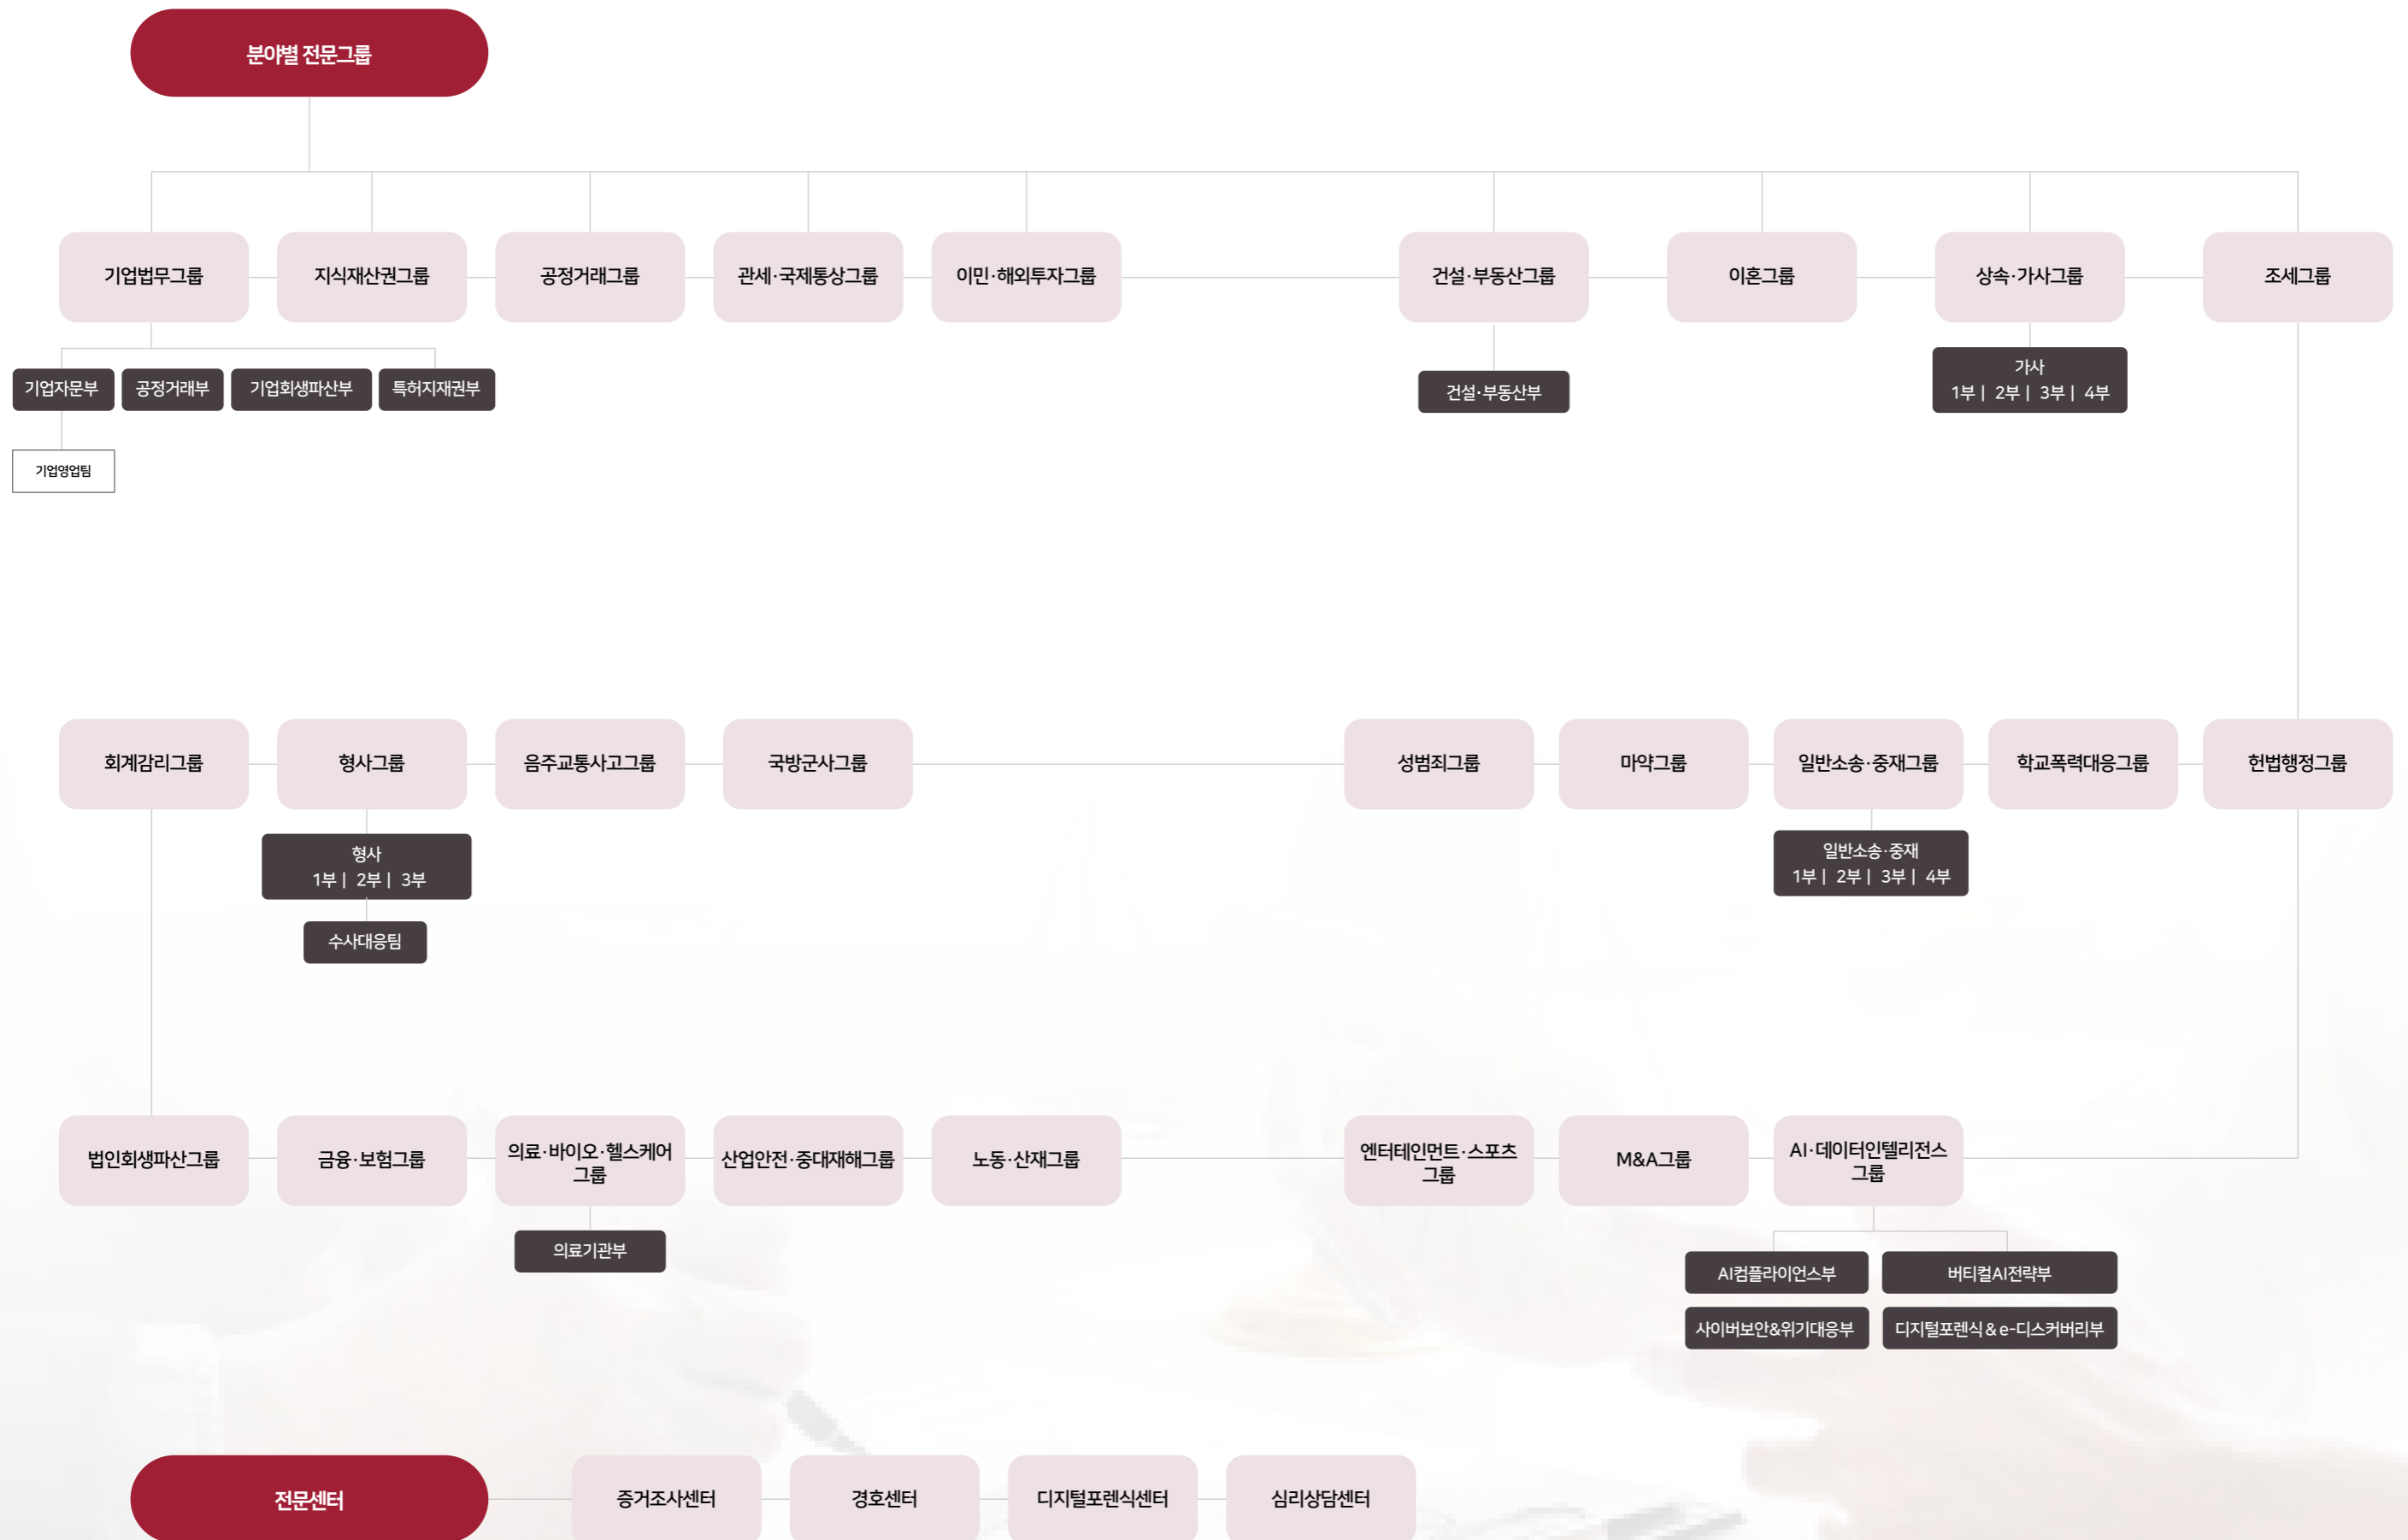 분야별 전문그룹
기업법무그룹
지식재산권그룹
공정거래그룹
관세·국제통상그룹
이민·해외투자그룹
건설·부동산그룹
이혼그룹
상속·가사그룹
조세그룹
기업자문부
공정거래부
기업회생파산부
특허지재권부
건설·부동산부
가사
1부 | 2부 | 3부 | 4부
기업영업팀
회계감리그룹
형사그룹
음주교통사고그룹
국방군사그룹
성범죄그룹
마약그룹
일반소송·중재그룹
학교폭력대응그룹
헌법행정그룹
형사
1부 | 2부 | 3부
일반소송·중재
1부 | 2부 | 3부 | 4부
수사대응팀
법인회생파산그룹
금융·보험그룹
의료·바이오·헬스케어
그룹
산업안전·중대재해그룹
노동·산재그룹
엔터테인먼트·스포츠
그룹
M&A그룹
AI·데이터인텔리전스
그룹
의료기관부
AI컴플라이언스부
버티컬AI전략부
사이버보안&위기대응부
디지털포렌식 & e-디스커버리부
전문센터
증거조사센터
경호센터
디지털포렌식센터
심리상담센터